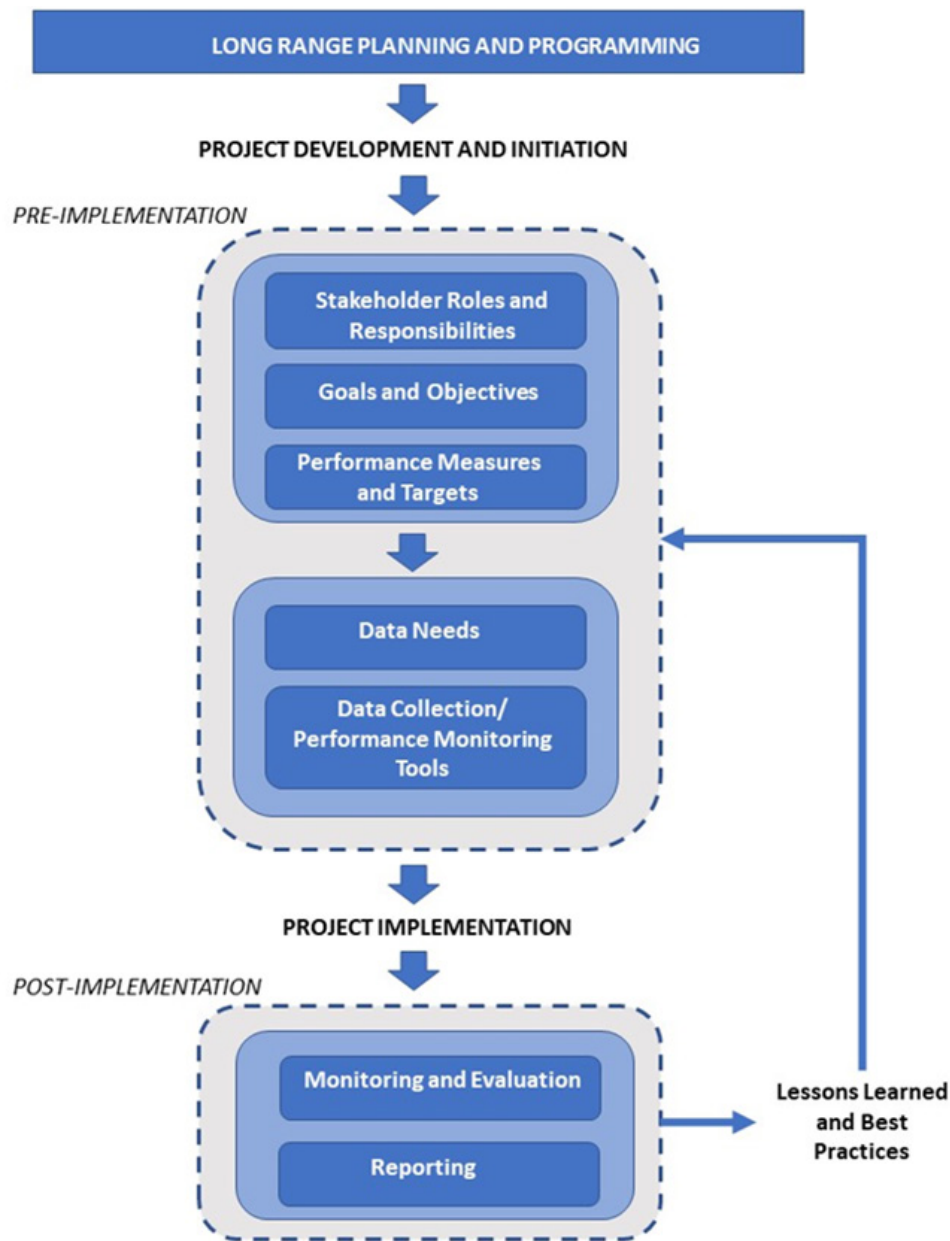 LONG RANGE PLANNING AND PROGRAMMING
PROJECT DEVELOPMENT AND INITIATION
PRE-IMPLEMENTATION
Stakeholder Roles and
Responsibilities
Goals and Objectives
Performance Measures
and Targets
Data Needs
Data Collection/
Performance Monitoring
Tools
PROJECT IMPLEMENTATION
POST-IMPLEMENTATION
Monitoring and Evaluation
Reporting
Lessons Learned
and Best
Practices